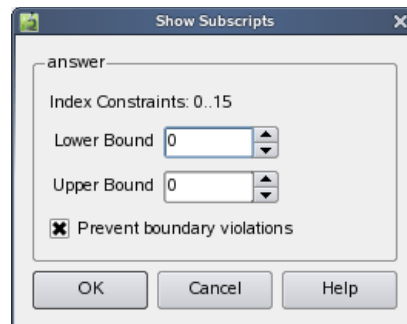 Show Subscripts
answer
Index Constraints: 0..15
Lower Bound 0
Upper Bound 0
Prevent boundary violations
OK Cancel Help